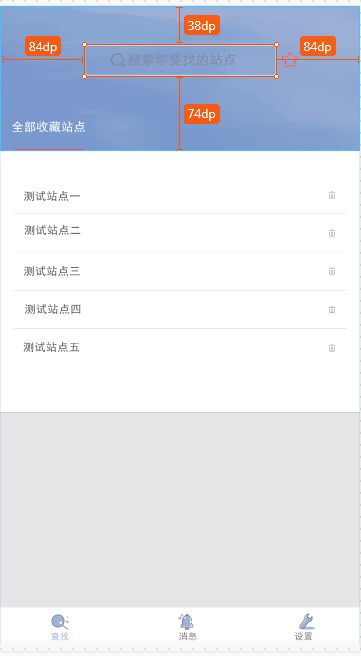 38dp
84dp
84dp
搜索你要找的站点
74dp
全部收藏站点
测试站点一
测试站点二
测试站点三
测试站点四
测试站点五
查找
消息
设置